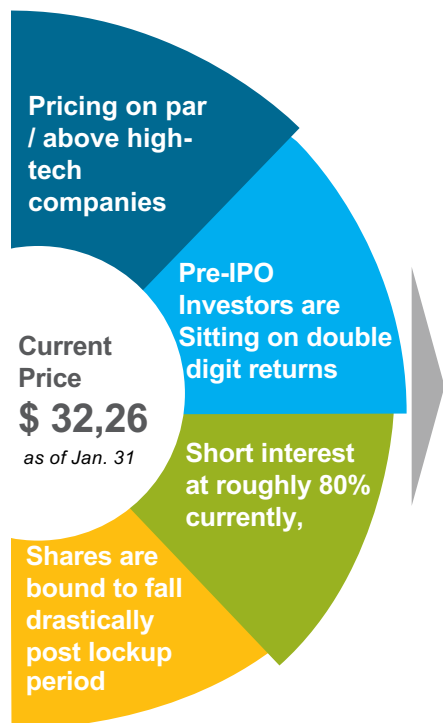 Pricing on par
/ above high-
tech
companies
Pre-IPO
Investors are
Sitting on double
digit returns
Current
Price
$ 32,26
as of Jan. 31
Short interest
at roughly 80%
currently,
Shares are
bound to fall
drastically
post lockup
period